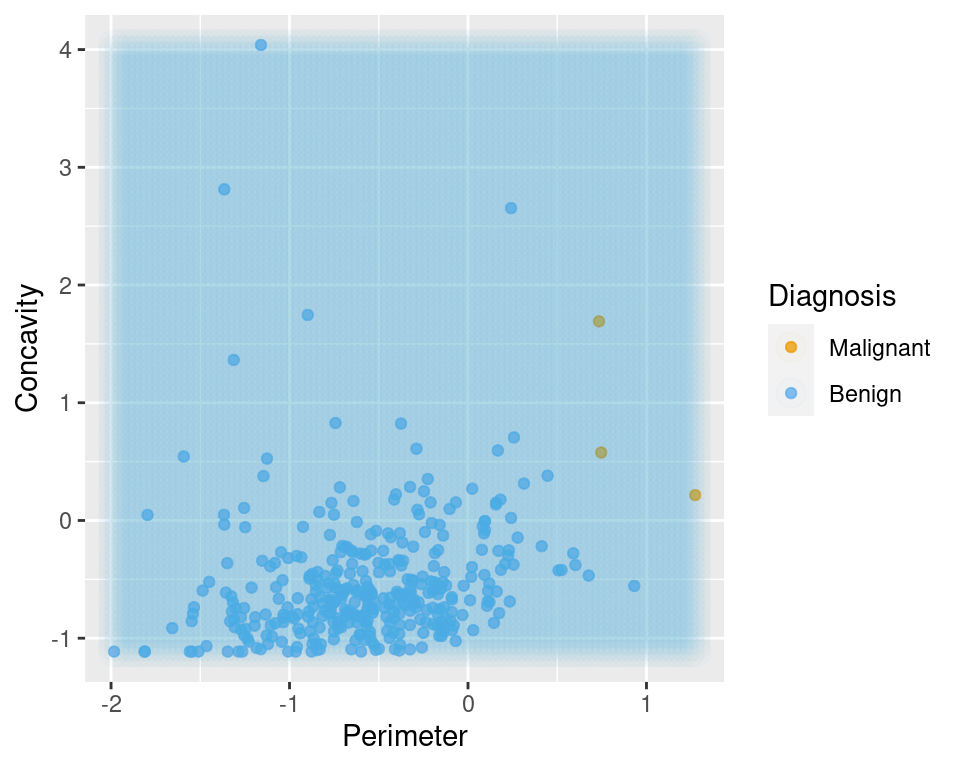 4
3
2
1
0
-1
-2
-1
0
1
Perimeter
Concavity
Diagnosis
Malignant
Benign